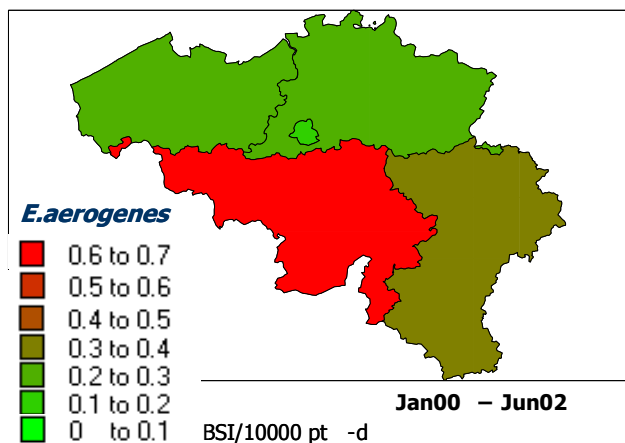 E.aerogenes
0.6 to 0.7
0.5 to 0.6
0.4 to 0.5
0.3 to 0.4
0.2 to 0.3
0.1 to 0.2
0 to 0.1
Jan00 – Jun02
BSI/10000 pt -d